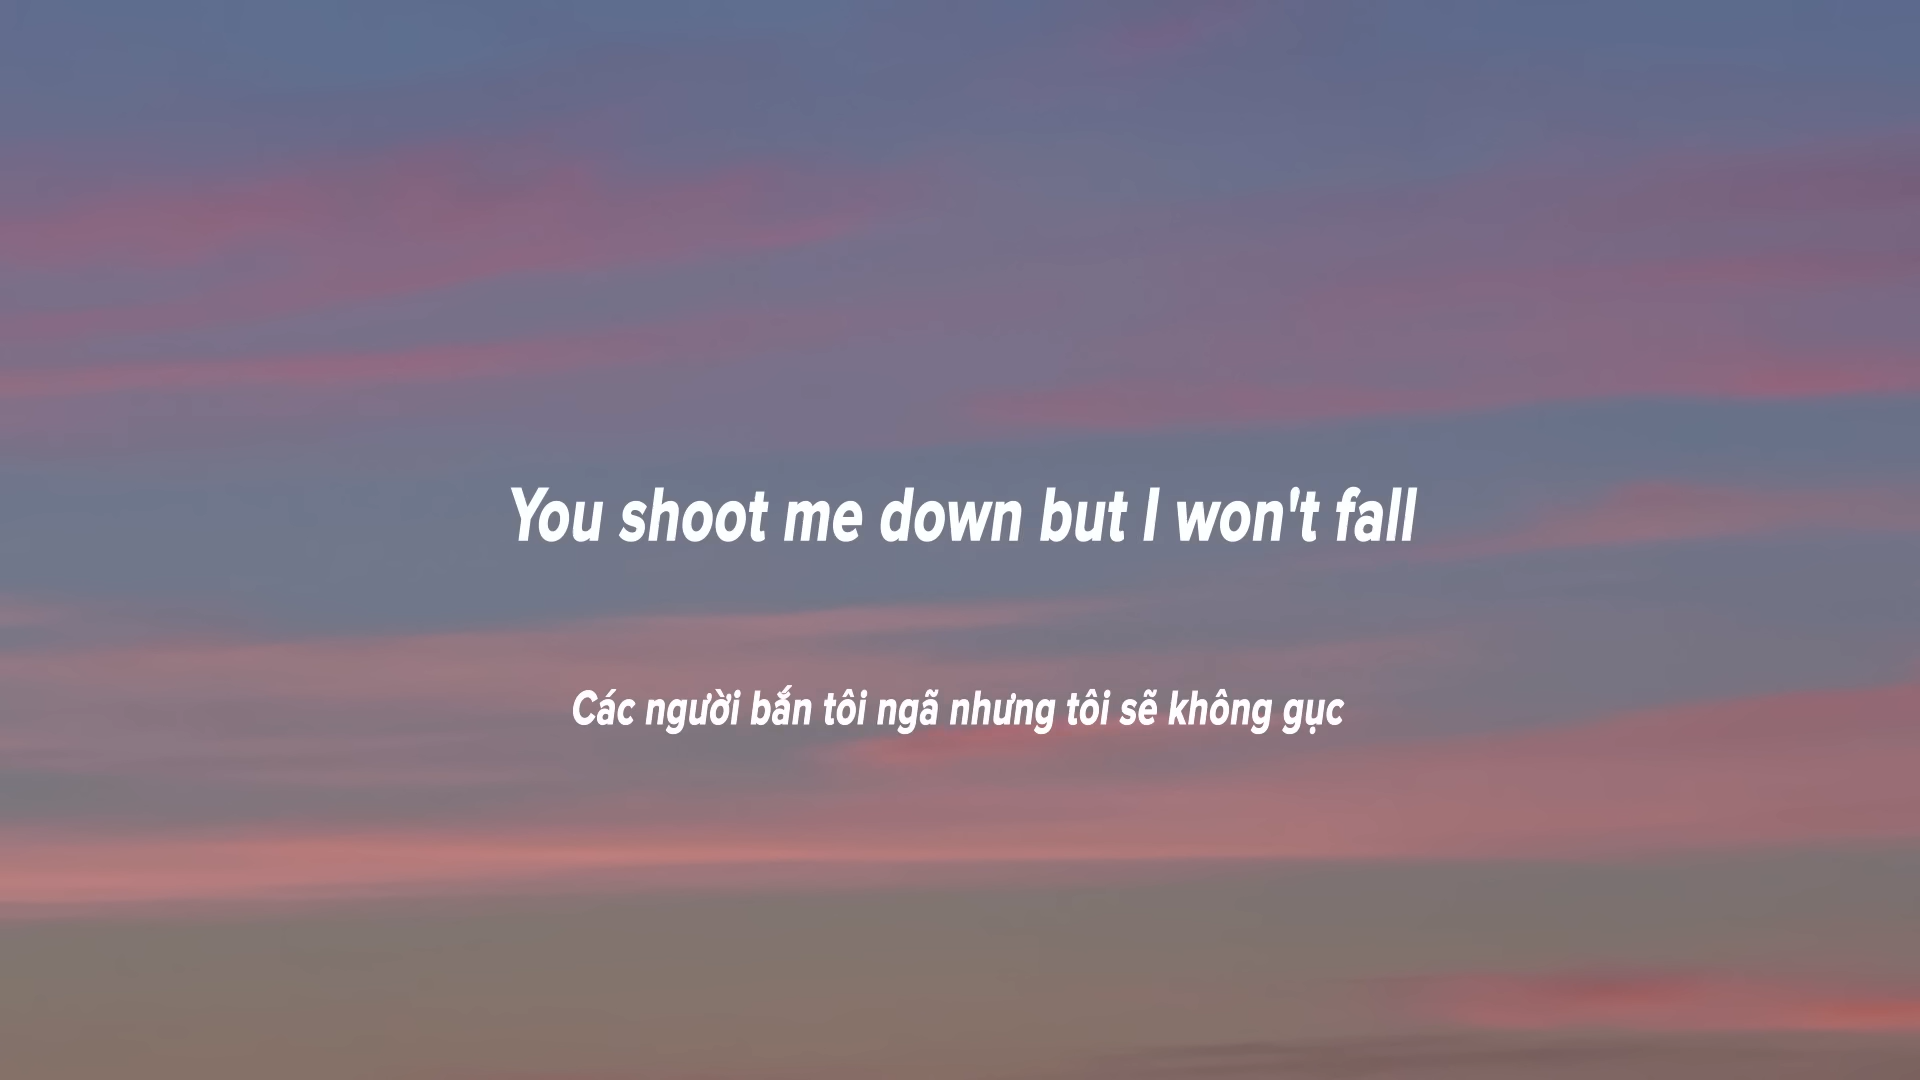 You shoot me down but I won't fall
Các người bắn tôi ngã nhưng tôi sẽ không gục